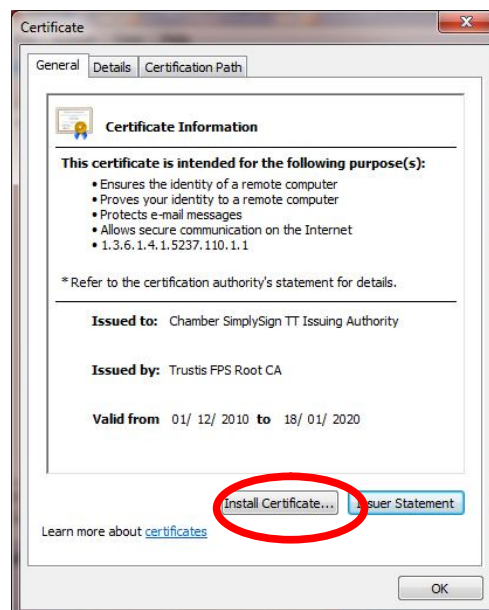 Certificate
General Details Certification Path
Certificate Information
This certificate is intended for the following purpose(s):
• Ensures the identity of a remote computer
• Proves your identity to a remote computer
• Protects e-mail messages
• Allows secure communication on the Internet
• 1.3.6.1.4.1.5237.110.1.1
* Refer to the certification authority's statement for details.
Issued to: Chamber SimplySign TT Issuing Authority
Issued by: Trustis FPS Root CA
Valid from 01/ 12/ 2010 to 18/ 01/ 2020
Install Certificate... Issuer Statement
Learn more about certificates
OK